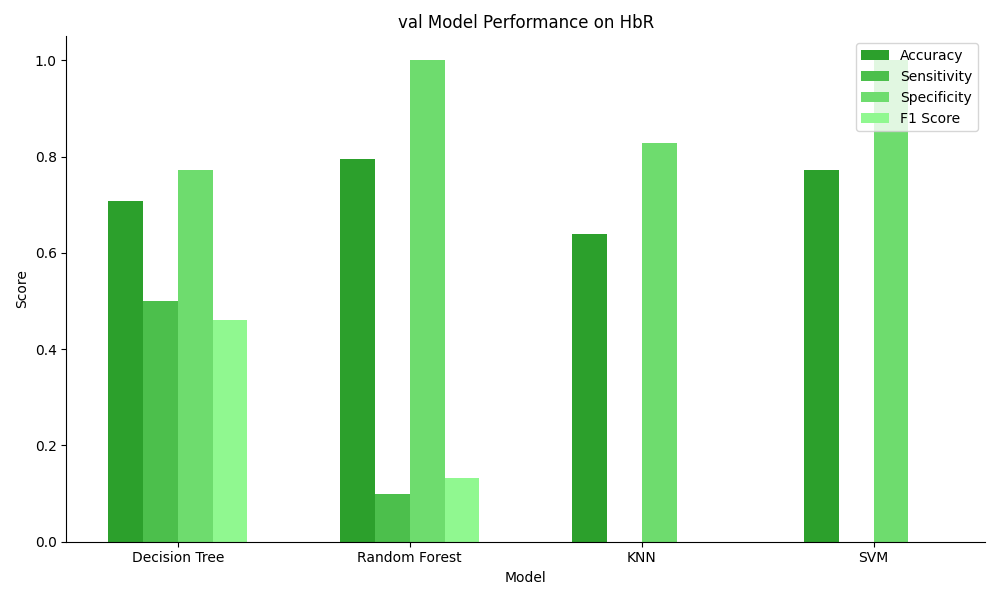 val Model Performance on HbR
Accuracy
Sensitivity
Specificity
F1 Score
Score
1.0
0.8
0.6
0.4
0.2
0.0
Decision Tree
Random Forest
KNN
SVM
Model